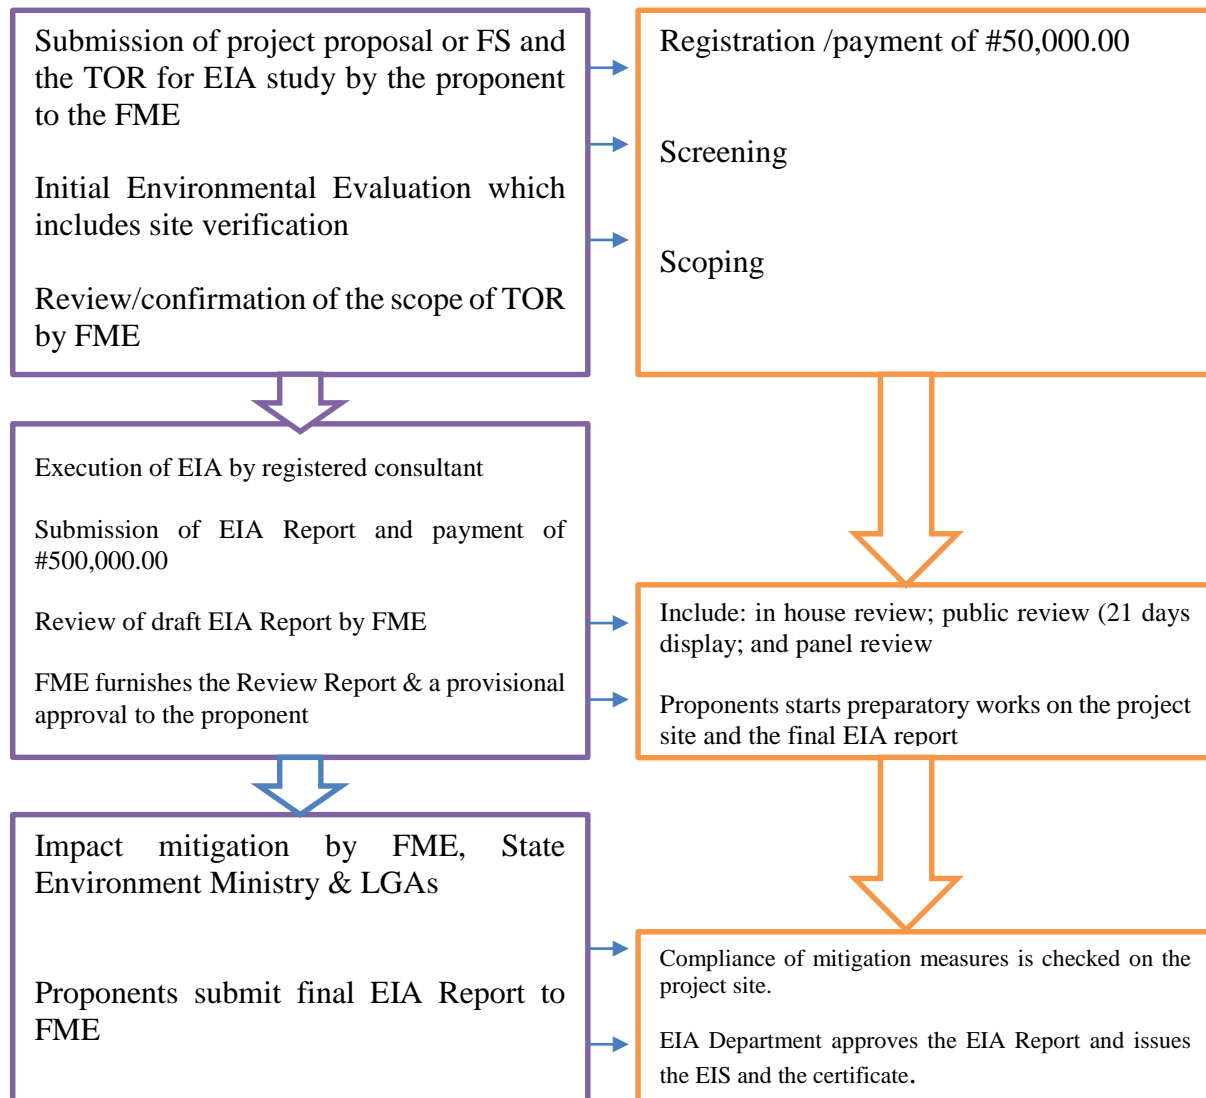 Submission of project proposal or FS and
the TOR for EIA study by the proponent
to the FME
Initial Environmental Evaluation which
includes site verification
Review/confirmation of the scope of TOR
by FME
Registration /payment of #50,000.00
Screening
Scoping
Execution of EIA by registered consultant
Submission of EIA Report and payment of
#500,000.00
Review of draft EIA Report by FME
FME furnishes the Review Report & a provisional
approval to the proponent
Include: in house review; public review (21 days
display; and panel review
Proponents starts preparatory works on the project
site and the final EIA report
Impact mitigation by FME, State
Environment Ministry & LGAs
Proponents submit final EIA Report to
FME
Compliance of mitigation measures is checked on the
project site.
EIA Department approves the EIA Report and issues
the EIS and the certificate.